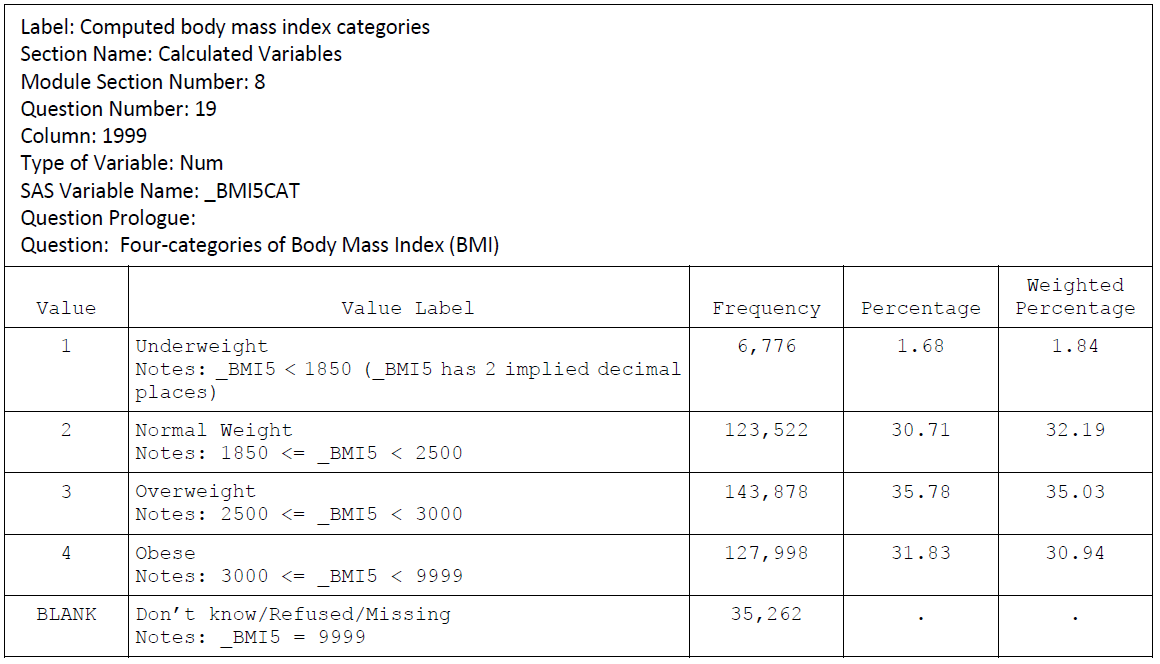 Label: Computed body mass index categories
Section Name: Calculated Variables
Module Section Number: 8
Question Number: 19
Column: 1999
Type of Variable: Num
SAS Variable Name: _BMI5CAT
Question Prologue:
Question:  Four-categories of Body Mass Index (BMI)
Value Value Label Frequency Percentage Weighted Percentage
1 Underweight 6,776 1.68 1.84
Notes: _BMI5 < 1850 (_BMI5 has 2 implied decimal
places)
2 Normal Weight 123,522 30.71 32.19
Notes: 1850 <= _BMI5 < 2500
3 Overweight 143,878 35.78 35.03
Notes: 2500 <= _BMI5 < 3000
4 Obese 127,998 31.83 30.94
Notes: 3000 <= _BMI5 < 9999
BLANK Don’t know/Refused/Missing 35,262 . .
Notes: _BMI5 = 9999